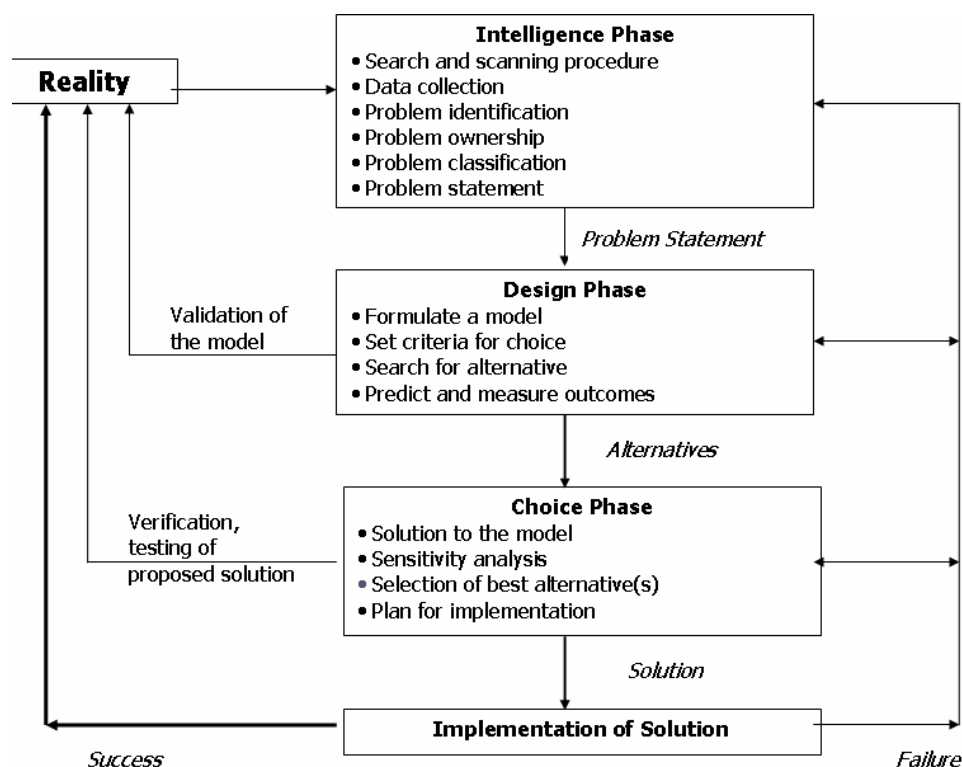 Intelligence Phase
• Search and scanning procedure
• Data collection
• Problem identification
• Problem ownership
• Problem classification
• Problem statement
Reality
Problem Statement
Design Phase
• Formulate a model
• Set criteria for choice
• Search for alternative
• Predict and measure outcomes
Validation of
the model
Alternatives
Choice Phase
• Solution to the model
• Sensitivity analysis
• Selection of best alternative(s)
• Plan for implementation
Verification,
testing of
proposed solution
Solution
Implementation of Solution
Success
Failure